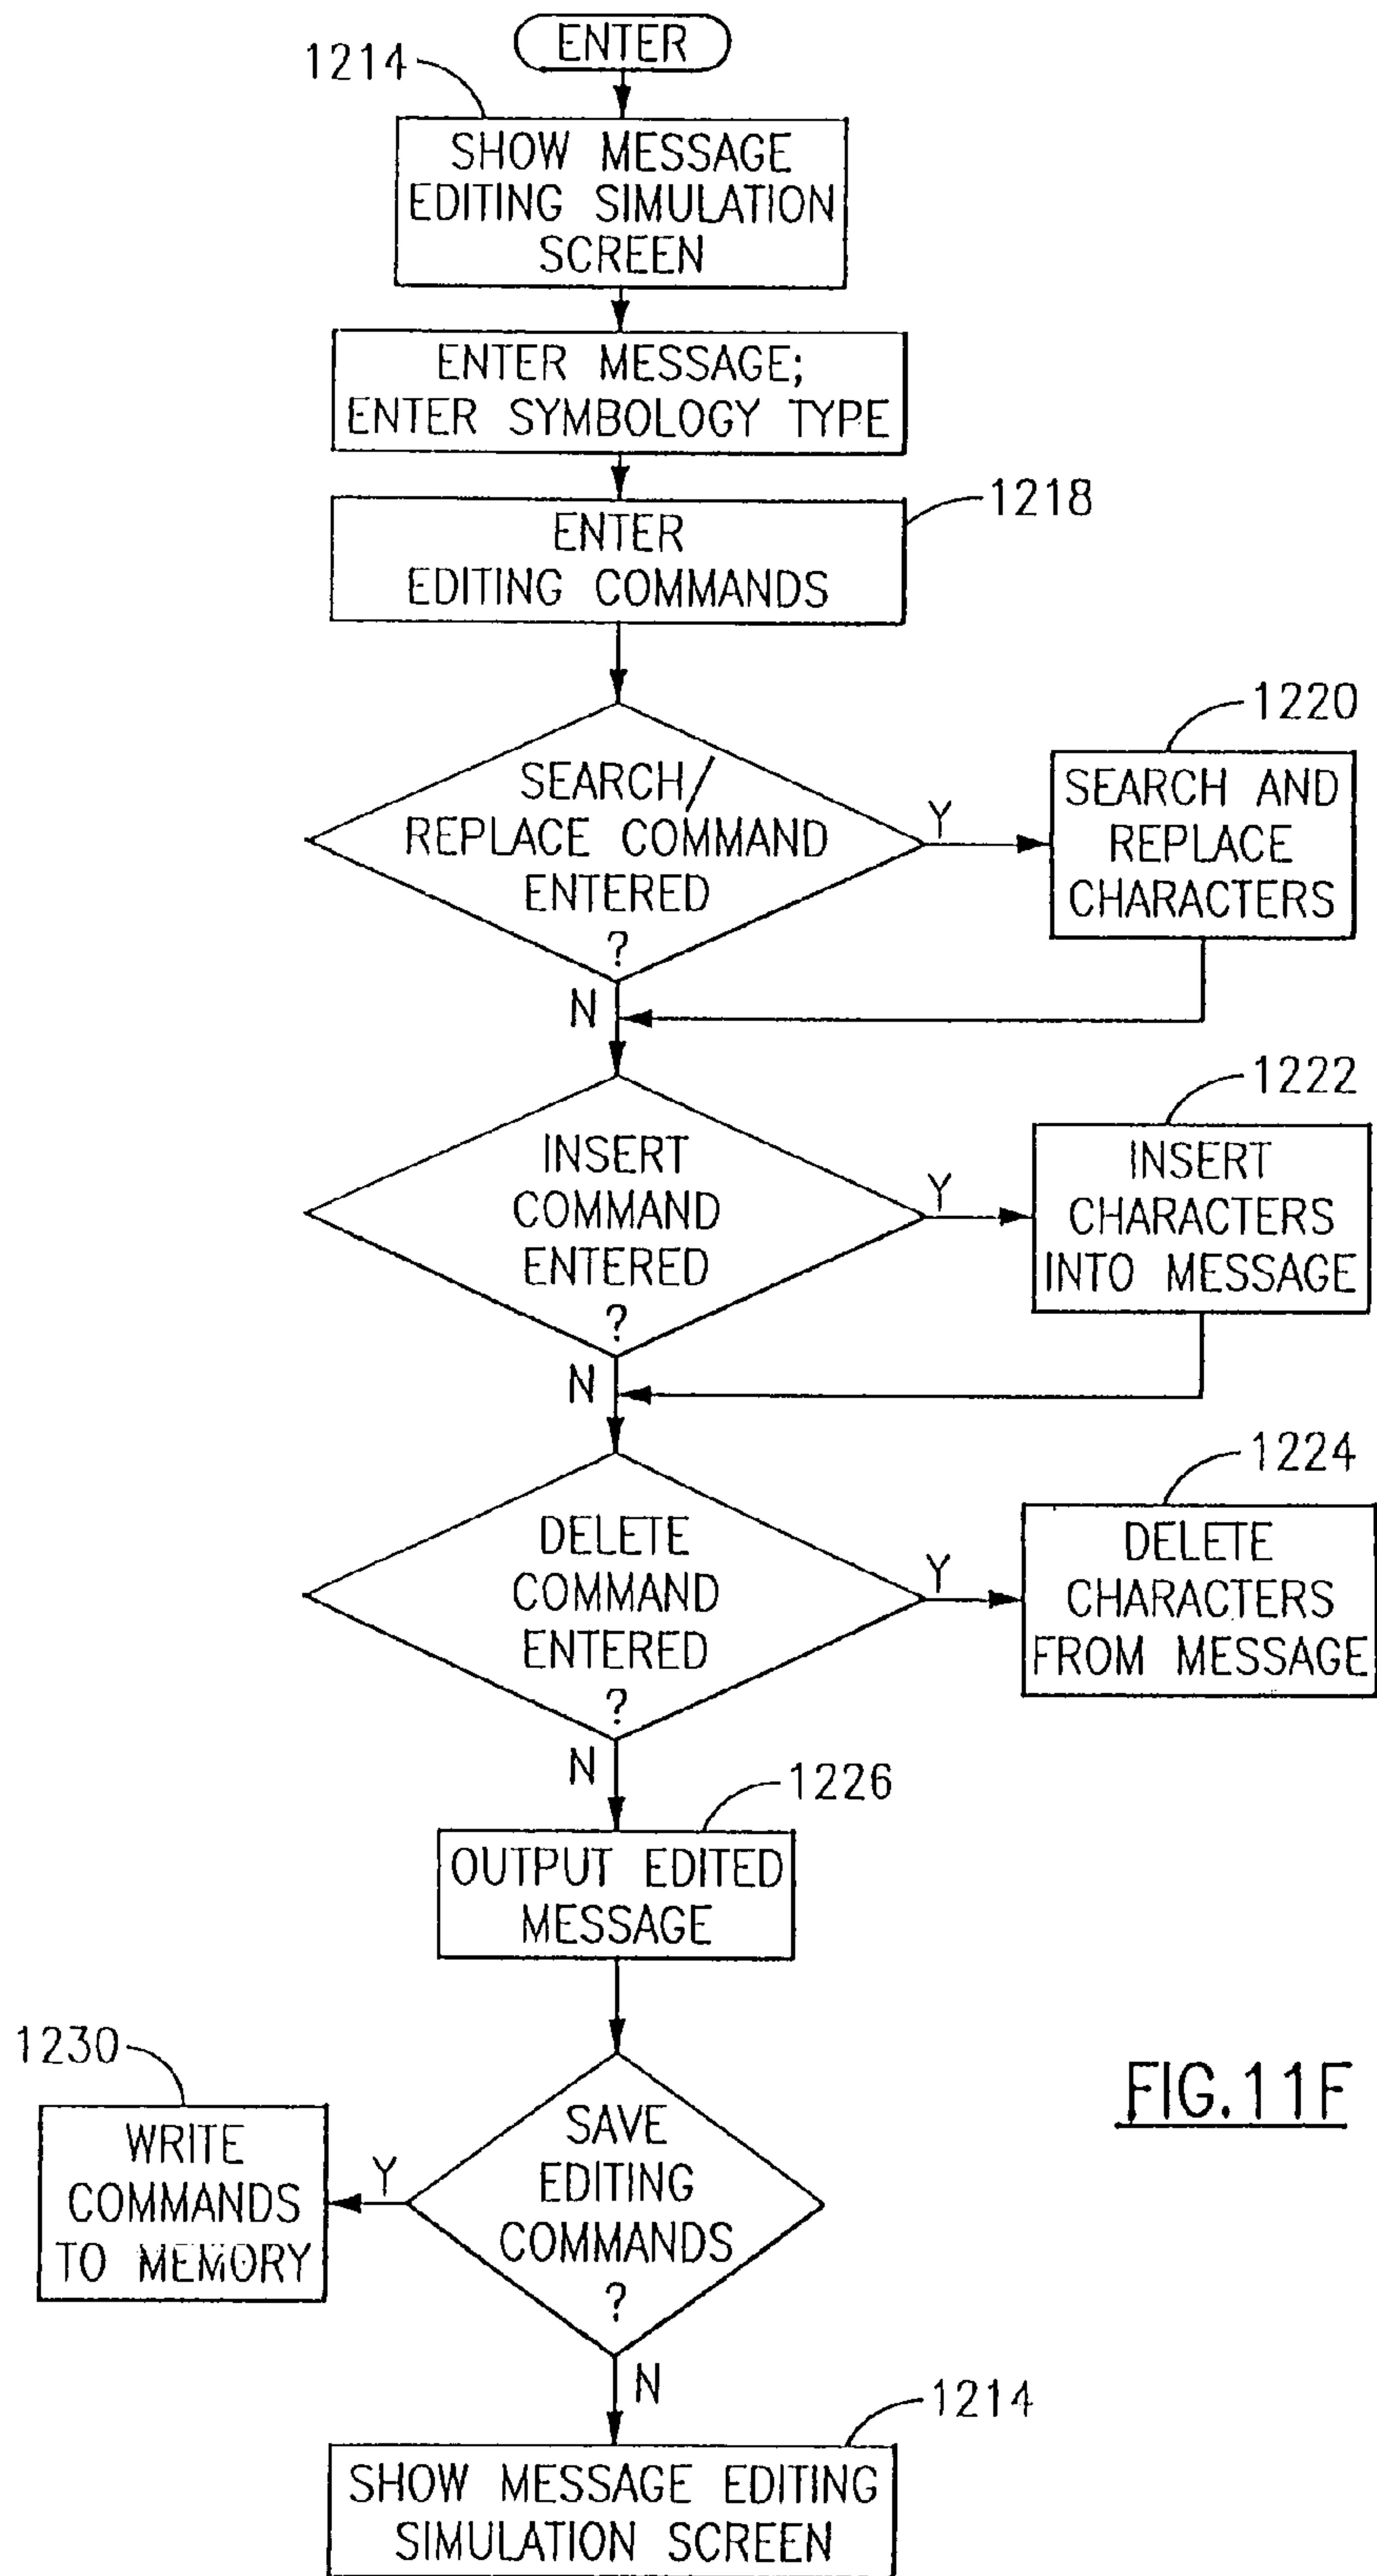 ENTER
1214
SHOW MESSAGE
EDITING SIMULATION
SCREEN
ENTER MESSAGE;
ENTER SYMBOLOGY TYPE
1218
ENTER
EDITING COMMANDS
SEARCH/
REPLACE COMMAND
ENTERED
?
Y
N
1220
SEARCH AND
REPLACE
CHARACTERS
INSERT
COMMAND
ENTERED
?
Y
N
1222
INSERT
CHARACTERS
INTO MESSAGE
DELETE
COMMAND
ENTERED
?
Y
N
1224
DELETE
CHARACTERS
FROM MESSAGE
1226
OUTPUT EDITED
MESSAGE
SAVE
EDITING
COMMANDS
?
Y
N
1230
WRITE
COMMANDS
TO MEMORY
1214
SHOW MESSAGE EDITING
SIMULATION SCREEN
FIG.11F